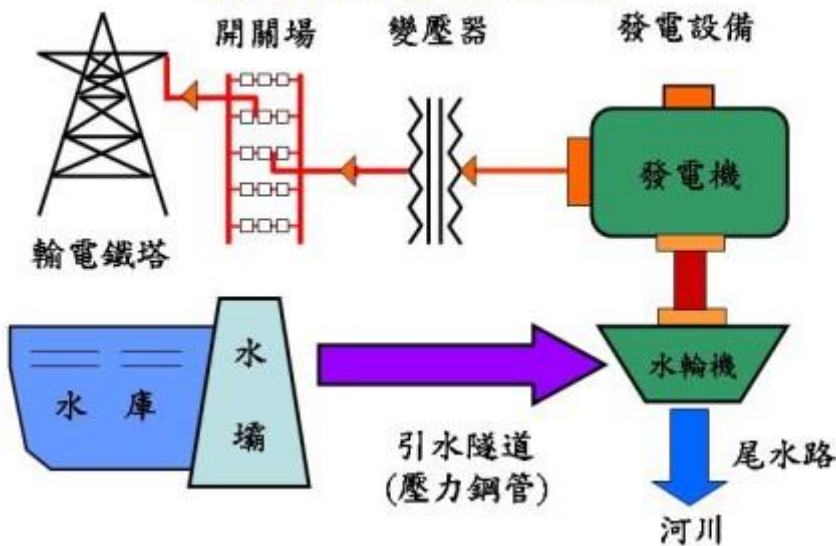 開關場
變壓器
發電設備
發電機
輸電鐵塔
水庫
水
壩
引水隧道
(壓力鋼管)
水輪機
尾水路
河川